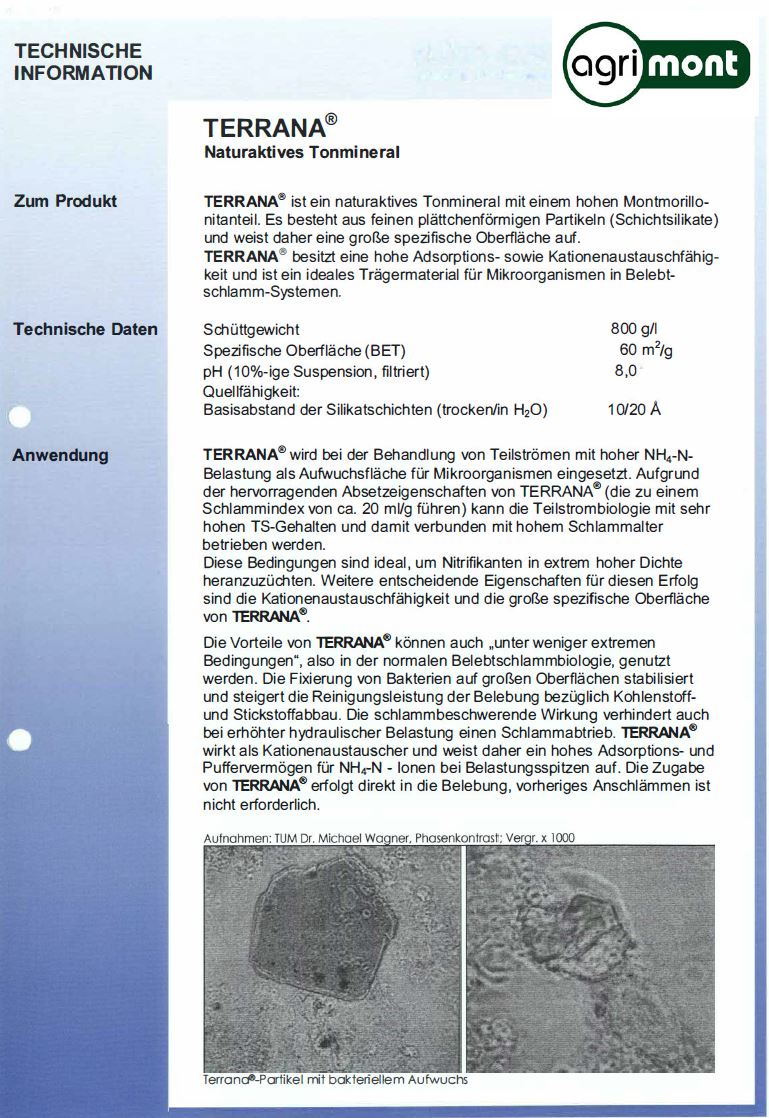 TECHNISCHE
INFORMATION
agrimont
TERRANA®
Naturaktives Tonmineral
Zum Produkt
TERRANA® ist ein naturaktives Tonmineral mit einem hohen Montmorillo-
nitanteil. Es besteht aus feinen plättchenförmigen Partikeln (Schichtsilikate)
und weist daher eine große spezifische Oberfläche auf.
TERRANA® besitzt eine hohe Adsorptions- sowie Kationenaustauschfähig-
keit und ist ein ideales Trägermaterial für Mikroorganismen in Belebt-
schlamm-Systemen.
Technische Daten
Schüttgewicht 800 g/l
Spezifische Oberfläche (BET) 60 m²/g
pH (10%-ige Suspension, filtriert) 8,0
Quellfähigkeit:
Basisabstand der Silikatschichten (trocken/in H₂O) 10/20 Å
Anwendung
TERRANA® wird bei der Behandlung von Teilströmen mit hoher NH₄-N-
Belastung als Aufwuchsfläche für Mikroorganismen eingesetzt. Aufgrund
der hervorragenden Absetzeigenschaften von TERRANA® (die zu einem
Schlammindex von ca. 20 ml/g führen) kann die Teilstrombiologie mit sehr
hohen TS-Gehalten und damit verbunden mit hohem Schlammalter
betrieben werden.
Diese Bedingungen sind ideal, um Nitrifikanten in extrem hoher Dichte
heranzuzüchten. Weitere entscheidende Eigenschaften für diesen Erfolg
sind die Kationenaustauschfähigkeit und die große spezifische Oberfläche
von TERRANA®.
Die Vorteile von TERRANA® können auch „unter weniger extremen
Bedingungen“, also in der normalen Belebtschlammbiologie, genutzt
werden. Die Fixierung von Bakterien auf großen Oberflächen stabilisiert
und steigert die Reinigungsleistung der Belebung bezüglich Kohlenstoff-
und Stickstoffabbau. Die schlammbeschwerende Wirkung verhindert auch
bei erhöhter hydraulischer Belastung einen Schlammabtrieb. TERRANA®
wirkt als Kationenaustauscher und weist daher ein hohes Adsorptions- und
Puffervermögen für NH₄-N - Ionen bei Belastungsspitzen auf. Die Zugabe
von TERRANA® erfolgt direkt in die Belebung, vorheriges Anschlämmen ist
nicht erforderlich.
Aufnahmen: TUM Dr. Michael Wagner, Phasenkontrast; Vergr. x 1000
Terrana®-Partikel mit bakteriellem Aufwuchs